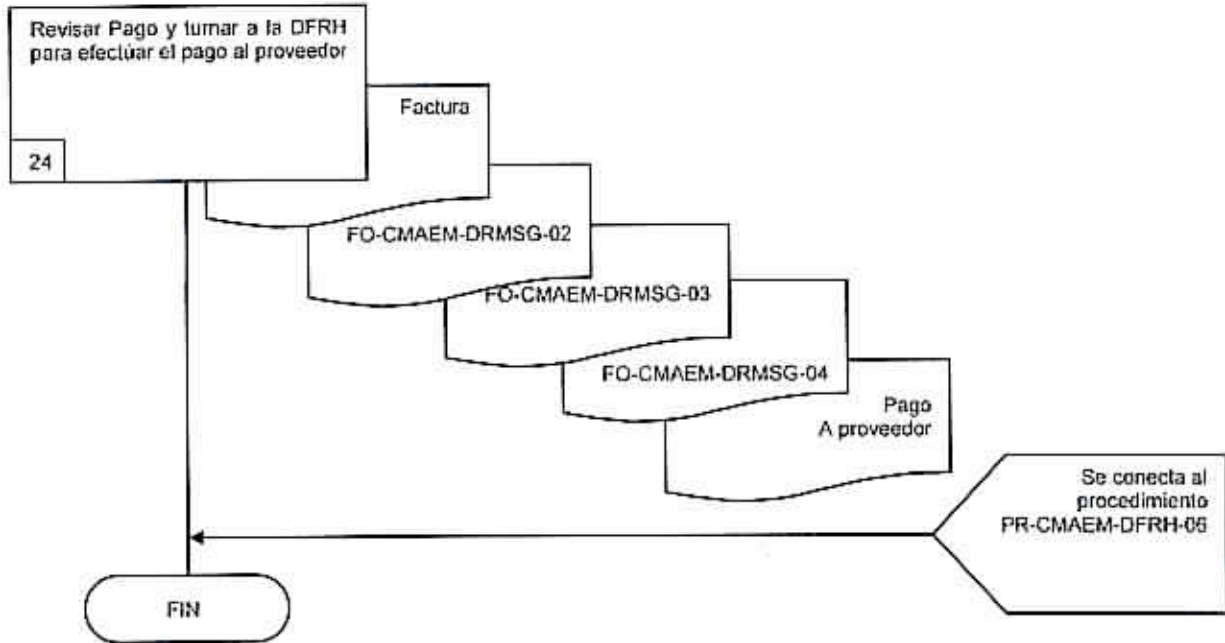 Revisar Pago y turnar a la DFRH
para efectúar el pago al proveedor
24
Factura
FO-CMAEM-DRMSG-02
FO-CMAEM-DRMSG-03
FO-CMAEM-DRMSG-04
Pago
A proveedor
Se conecta al
procedimiento
PR-CMAEM-DFRH-06
FIN